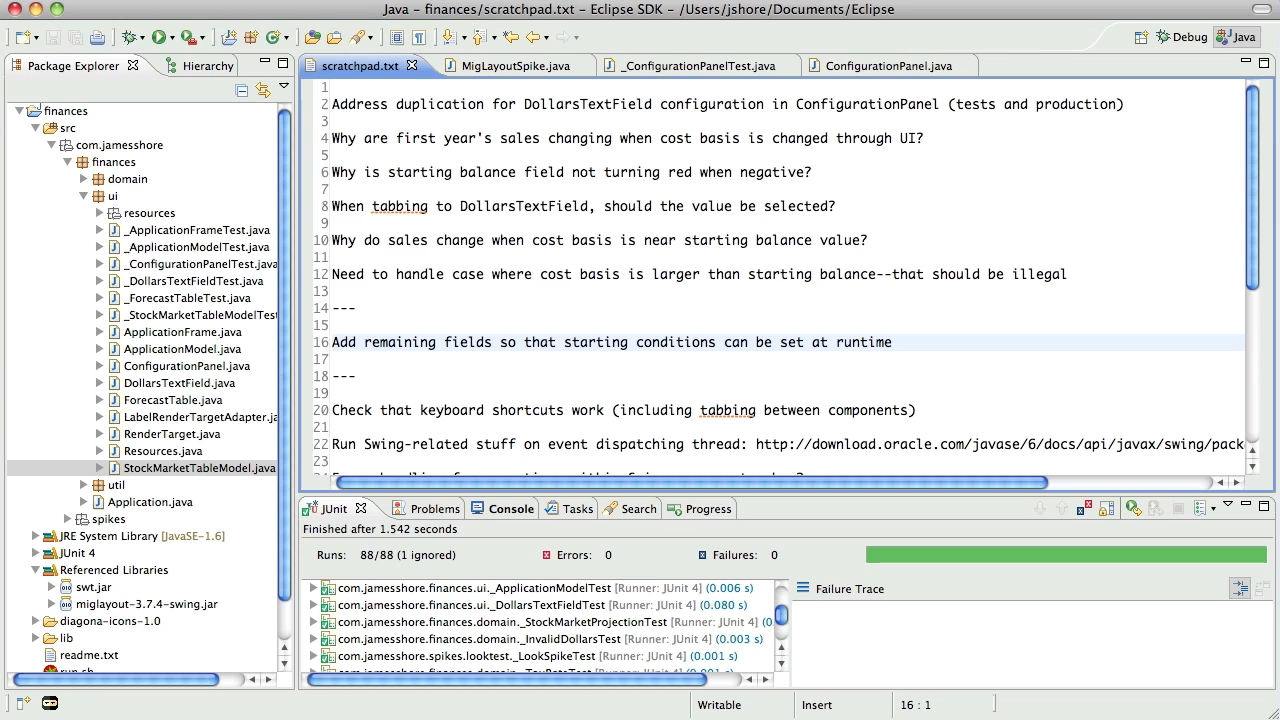 Java - finances/scratchpad.txt - Eclipse SDK - /Users/jshore/Documents/Eclipse
Debug
Java
Package Explorer
Hierarchy
finances
src
com.jamesshore
finances
domain
ui
resources
_ApplicationFrameTest.java
_ApplicationModelTest.java
_ConfigurationPanelTest.java
_DollarsTextFieldTest.java
_ForecastTableTest.java
_StockMarketTableModelTest
ApplicationFrame.java
ApplicationModel.java
ConfigurationPanel.java
DollarsTextField.java
ForecastTable.java
LabelRenderTargetAdapter.ja
RenderTarget.java
Resources.java
StockMarketTableModel.java
util
Application.java
spikes
JRE System Library [JavaSE-1.6]
JUnit 4
Referenced Libraries
swt.jar
miglayout-3.7.4-swing.jar
diagona-icons-1.0
lib
readme.txt
run.sh
scratchpad.txt
MigLayoutSpike.java
_ConfigurationPanelTest.java
ConfigurationPanel.java
1
2 Address duplication for DollarsTextField configuration in ConfigurationPanel (tests and production)
3
4 Why are first year's sales changing when cost basis is changed through UI?
5
6 Why is starting balance field not turning red when negative?
7
8 When tabbing to DollarsTextField, should the value be selected?
9
10 Why do sales change when cost basis is near starting balance value?
11
12 Need to handle case where cost basis is larger than starting balance--that should be illegal
13
14 ---
15
16 Add remaining fields so that starting conditions can be set at runtime
17
18 ---
19
20 Check that keyboard shortcuts work (including tabbing between components)
21
22 Run Swing-related stuff on event dispatching thread: http://download.oracle.com/javase/6/docs/api/javax/swing/pack
23
JUnit
Problems
Console
Tasks
Search
Progress
Finished after 1.542 seconds
Runs: 88/88 (1 ignored)
Errors: 0
Failures: 0
com.jamesshore.finances.ui._ApplicationModelTest [Runner: JUnit 4] (0.006 s)
com.jamesshore.finances.ui._DollarsTextFieldTest [Runner: JUnit 4] (0.080 s)
com.jamesshore.finances.domain._StockMarketProjectionTest [Runner: JUnit 4] (0
com.jamesshore.finances.domain._InvalidDollarsTest [Runner: JUnit 4] (0.003 s)
com.jamesshore.spikes.looktest._LookSpikeTest [Runner: JUnit 4] (0.001 s)
Failure Trace
Writable
Insert
16 : 1